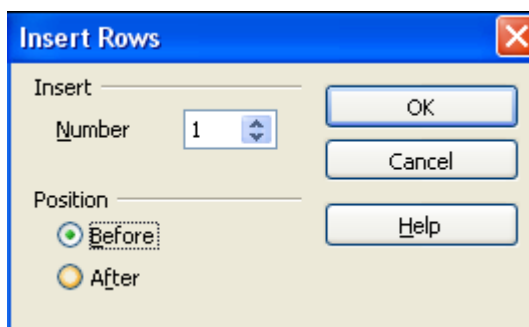 Insert Rows
Insert
Number 1
Position
Before
After
OK
Cancel
Help